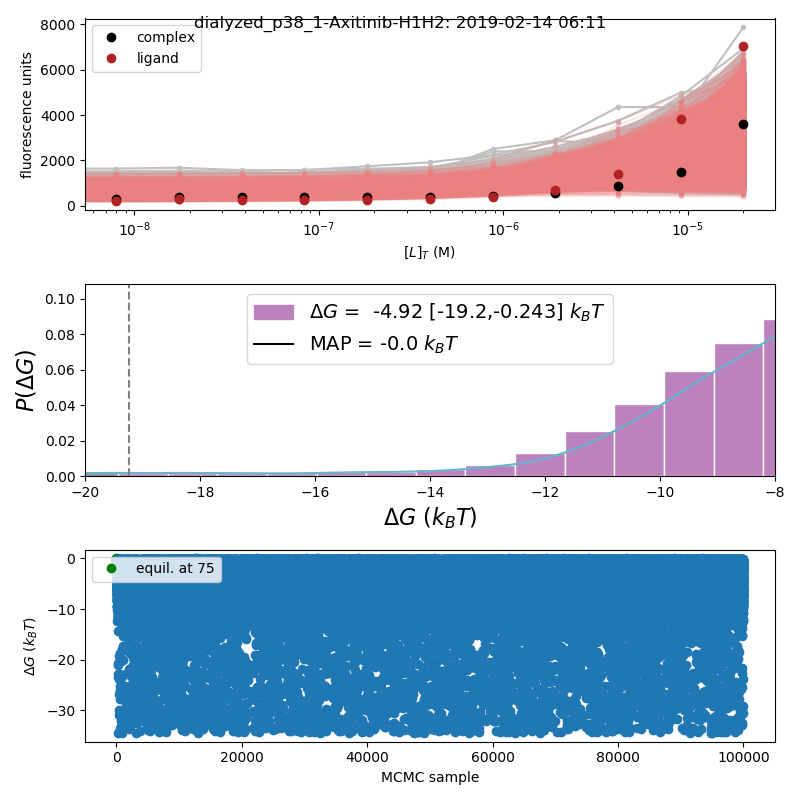 dialyzed_p38_1-Axitinib-H1H2: 2019-02-14 06:11
complex
ligand
fluorescence units
8000
6000
4000
2000
0
10⁻⁸ 10⁻⁷ 10⁻⁶ 10⁻⁵
[L]_T (M)
ΔG = -4.92 [-19.2,-0.243] k_BT
MAP = -0.0 k_BT
P(ΔG)
0.10
0.08
0.06
0.04
0.02
0.00
−20 −18 −16 −14 −12 −10 −8
ΔG (k_BT)
equil. at 75
ΔG (k_BT)
0
−10
−20
−30
0 20000 40000 60000 80000 100000
MCMC sample